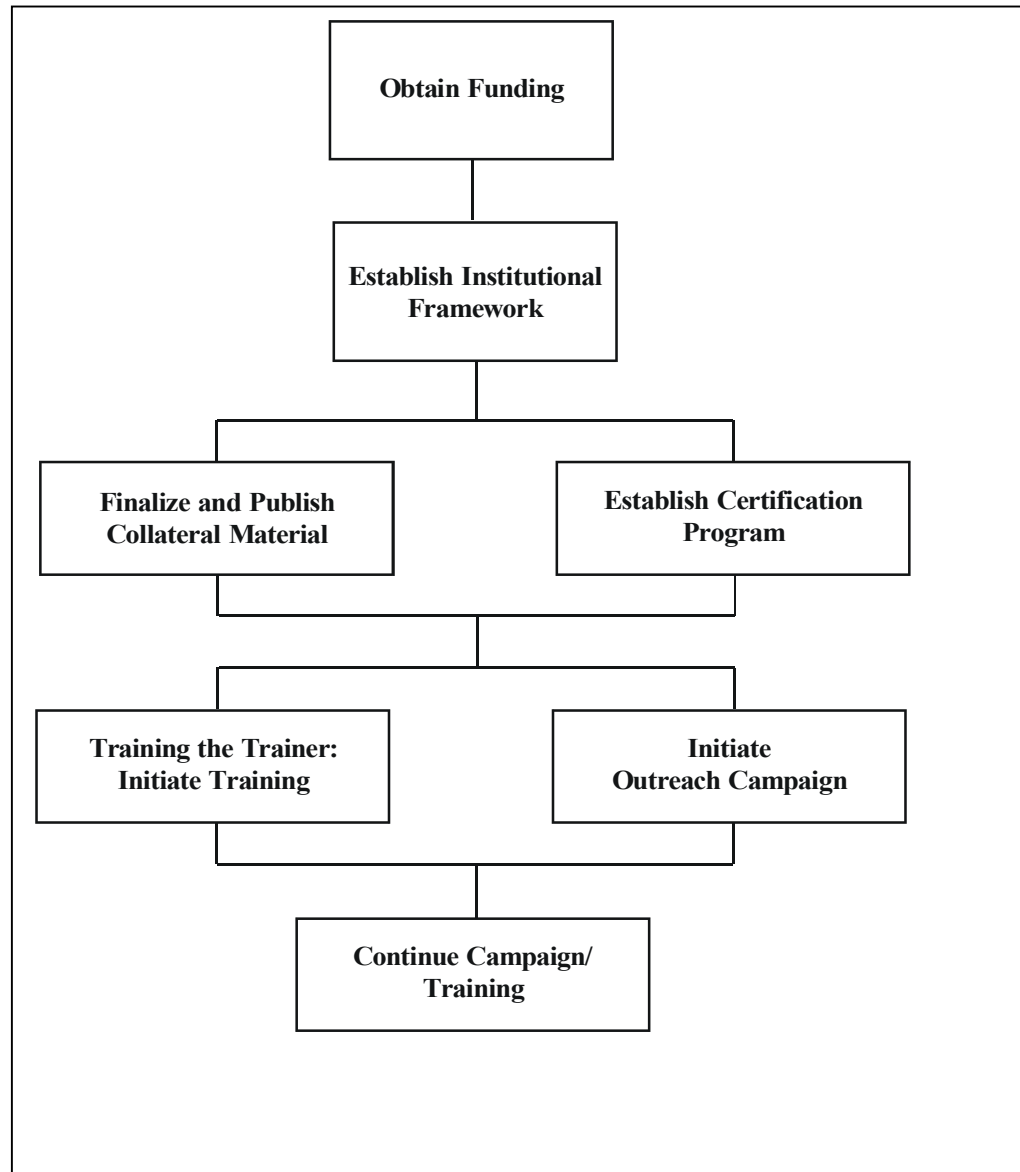 Obtain Funding
Establish Institutional
Framework
Finalize and Publish
Collateral Material
Establish Certification
Program
Training the Trainer:
Initiate Training
Initiate
Outreach Campaign
Continue Campaign/
Training